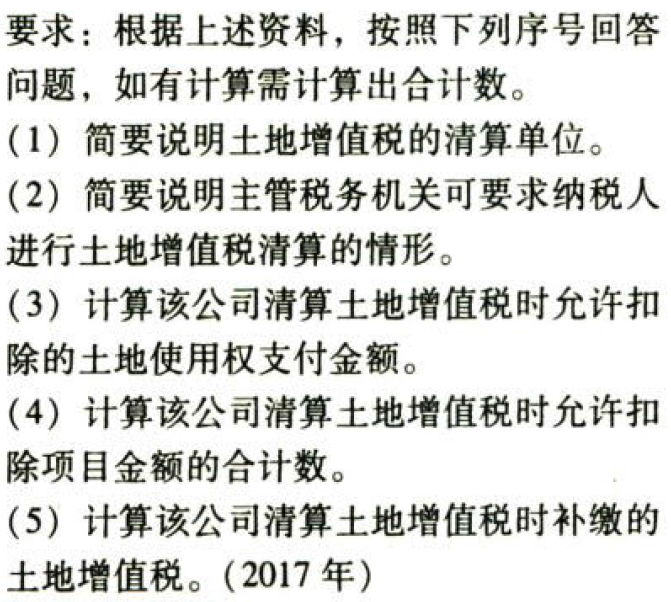 要求：根据上述资料，按照下列序号回答
问题，如有计算需计算出合计数。
(1) 简要说明土地增值税的清算单位。
(2) 简要说明主管税务机关可要求纳税人
进行土地增值税清算的情形。
(3) 计算该公司清算土地增值税时允许扣
除的土地使用权支付金额。
(4) 计算该公司清算土地增值税时允许扣
除项目金额的合计数。
(5) 计算该公司清算土地增值税时补缴的
土地增值税。(2017 年)